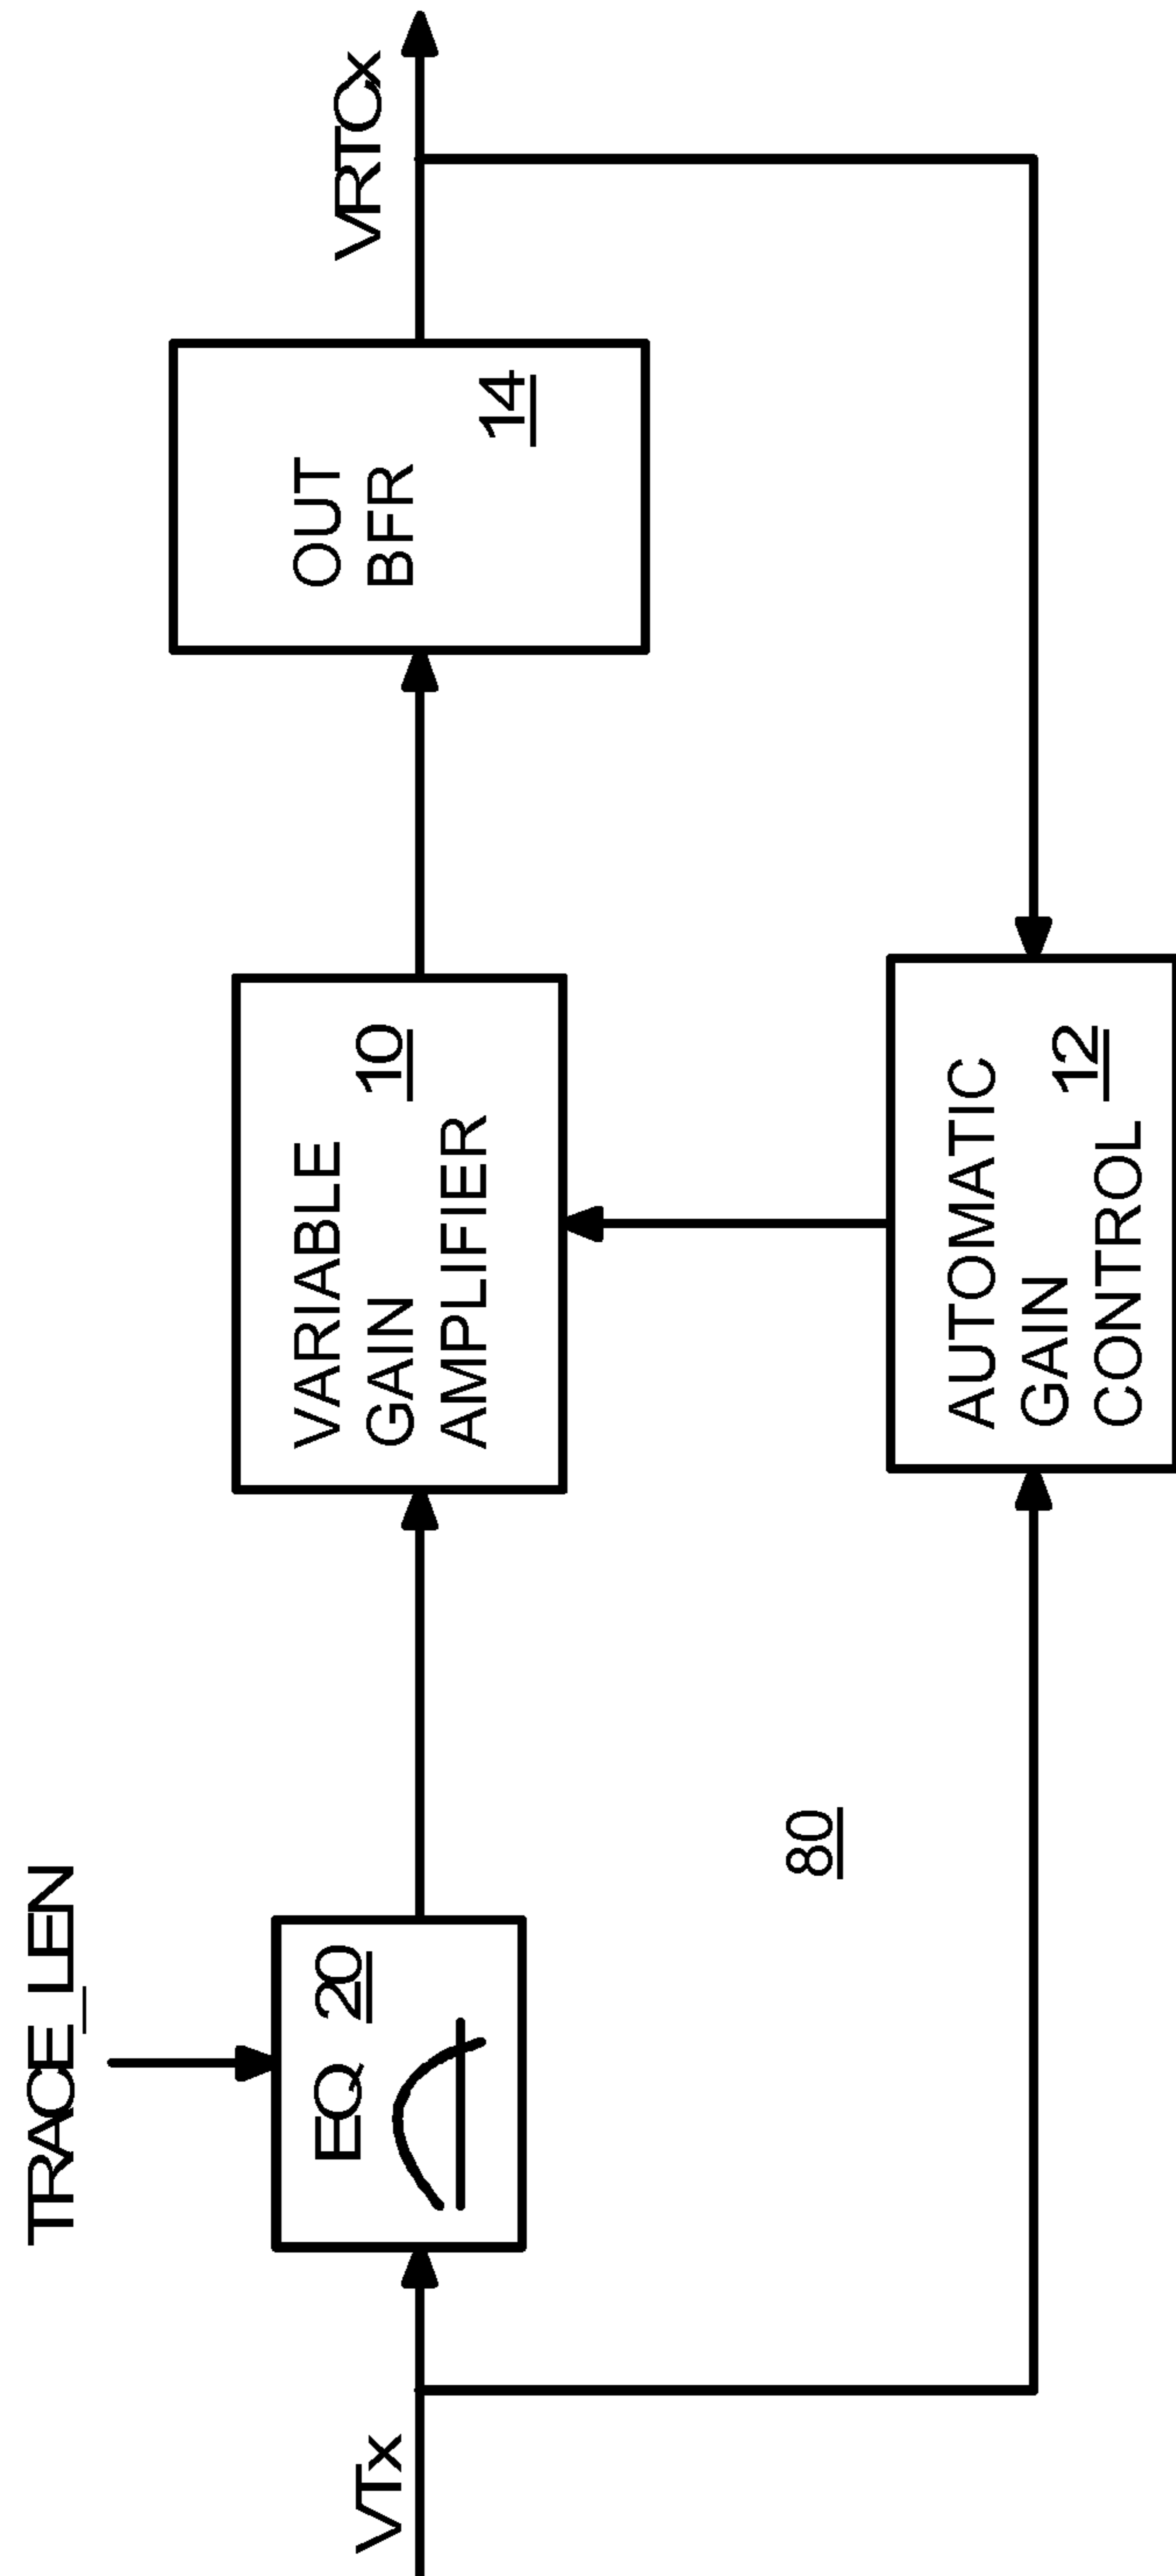 TRACE_LEN
VTx
EQ 20
VARIABLE
GAIN 10
AMPLIFIER
OUT
BFR
14
VRTCx
80
AUTOMATIC
GAIN 12
CONTROL